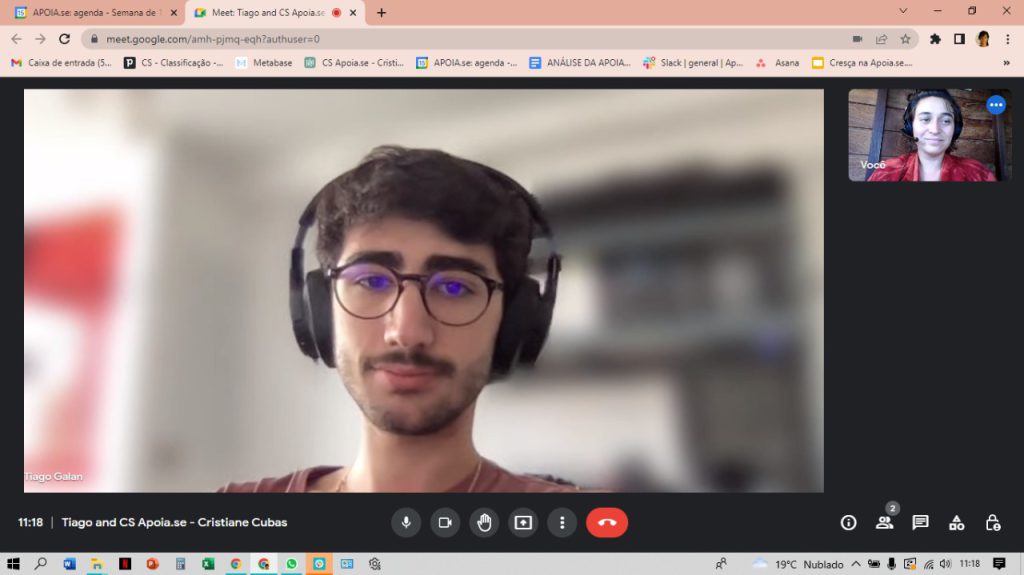 APOIA.se: agenda - Semana de 1
Meet: Tiago and CS Apoia.se
meet.google.com/amh-pjmq-eqh?authuser=0
Caixa de entrada (5...
CS - Classificação -...
Metabase
CS Apoia.se - Cristi...
APOIA.se: agenda -...
ANÁLISE DA APOIA...
Slack | general | Ap...
Asana
Cresça na Apoia.se....
Você
Tiago Galan
11:18 | Tiago and CS Apoia.se - Cristiane Cubas
2
19°C Nublado
11:18